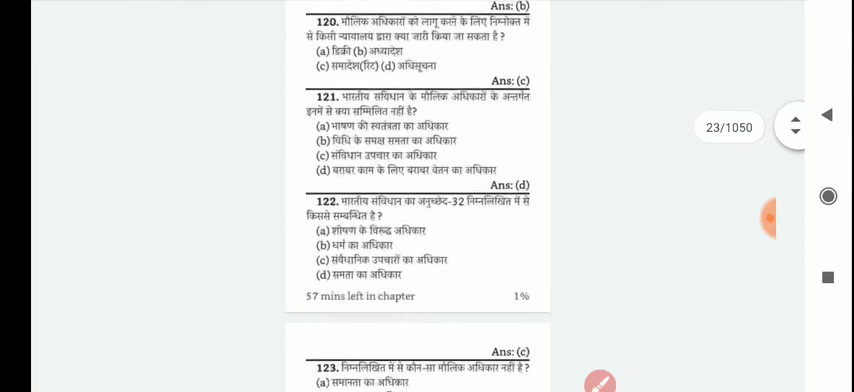 Ans: (b)
120. मौलिक अधिकारों को लागू करने के लिए निम्नोक्त में
से किसी न्यायालय द्वारा क्या जारी किया जा सकता है ?
(a) डिक्री (b) अध्यादेश
(c) समादेश(रिट) (d) अधिसूचना
Ans: (c)
121. भारतीय संविधान के मौलिक अधिकारों के अन्तर्गत
इनमें से क्या सम्मिलित नहीं है?
(a) भाषण की स्वतंत्रता का अधिकार
(b) विधि के समक्ष समता का अधिकार
(c) संविधान उपचार का अधिकार
(d) बराबर काम के लिए बराबर वेतन का अधिकार
Ans: (d)
122. भारतीय संविधान का अनुच्छेद-32 निम्नलिखित में से
किससे सम्बन्धित है ?
(a) शोषण के विरूद्ध अधिकार
(b) धर्म का अधिकार
(c) संवैधानिक उपचारों का अधिकार
(d) समता का अधिकार
57 mins left in chapter 1%
23/1050
Ans: (c)
123. निम्नलिखित में से कौन-सा मौलिक अधिकार नहीं है ?
(a) समानता का अधिकार